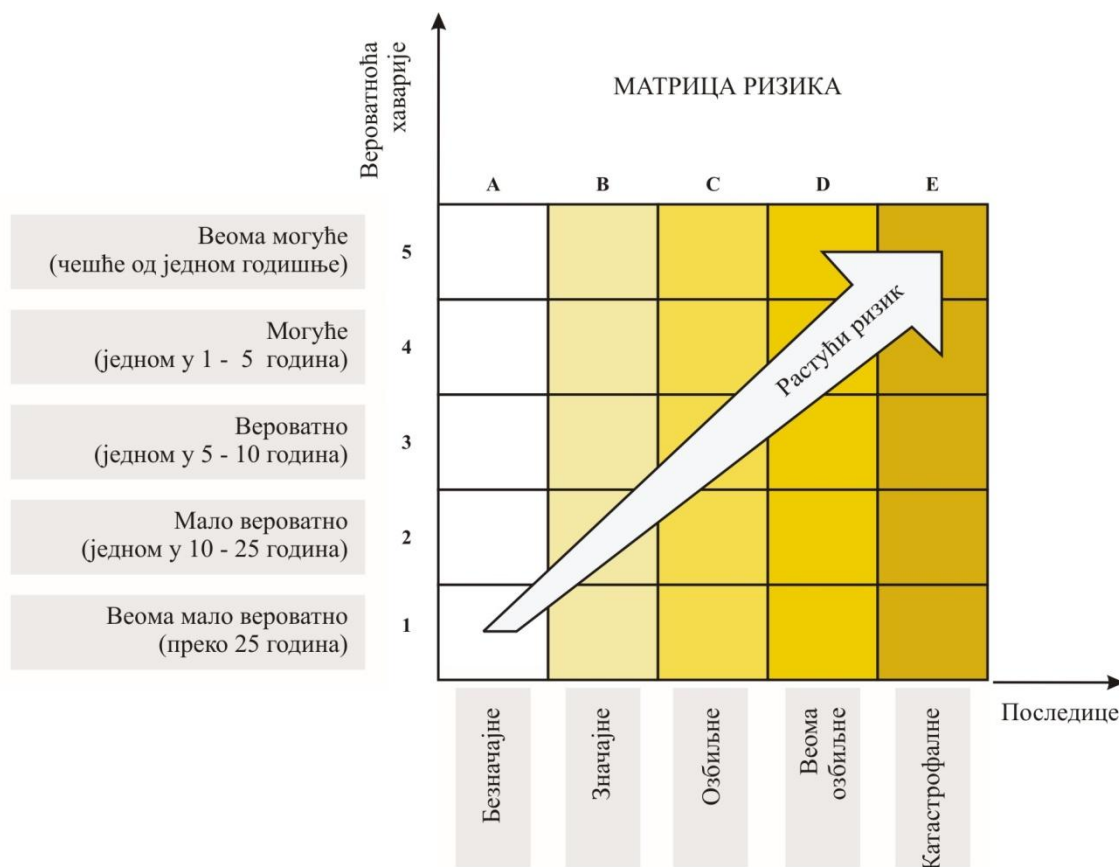 Вероватноћа
хаварије
МАТРИЦА РИЗИКА
A B C D E
Веома могуће
(чешће од једном годишње)
5
Могуће
(једном у 1 - 5 година)
4
Вероватно
(једном у 5 - 10 година)
3
Мало вероватно
(једном у 10 - 25 година)
2
Веома мало вероватно
(преко 25 година)
1
Растући ризик
Последице
Безначајне
Значајне
Озбиљне
Веома
озбиљне
Катастрофалне